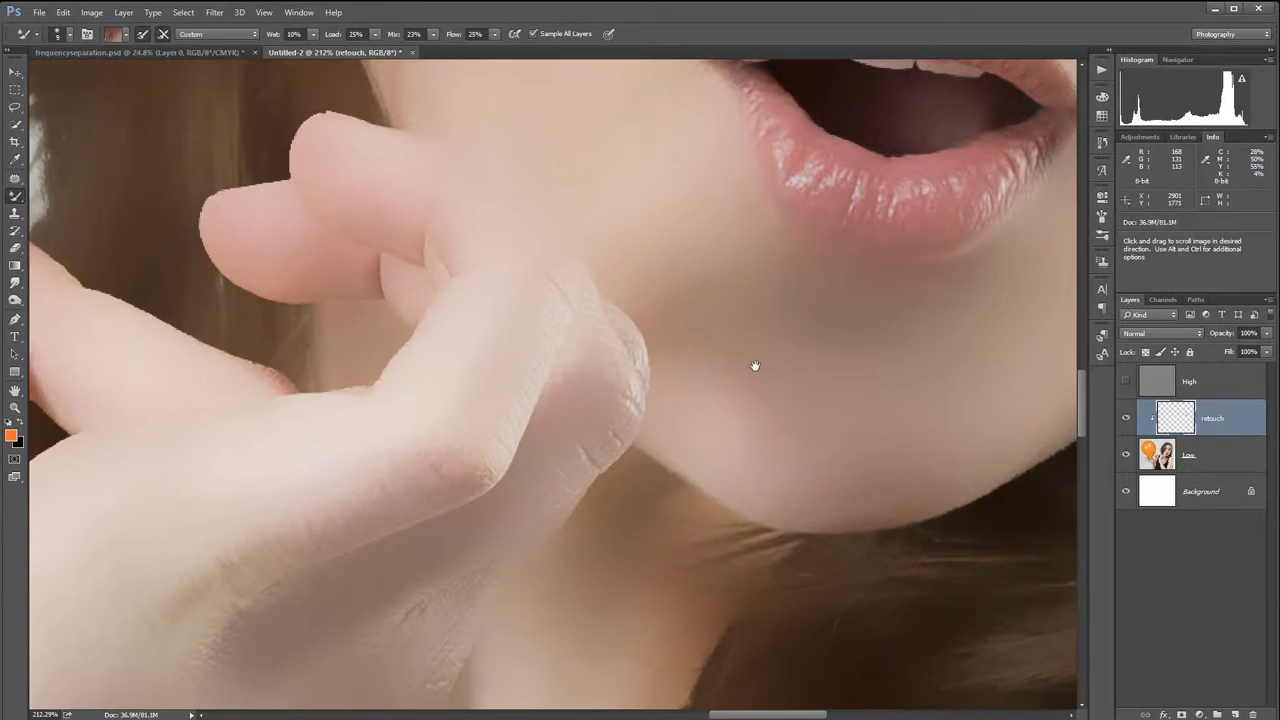 Ps File Edit Image Layer Type Select Filter 3D View Window Help
9 Custom Wet: 10% Load: 25% Mix: 23% Flow: 25% Sample All Layers Photography
frequencyseparation.psd @ 24.8% (Layer 0, RGB/8*/CMYK) * × Untitled-2 @ 212% (retouch, RGB/8*) * ×
Histogram Navigator
Adjustments Libraries Info
R : 168 C : 28%
G : 131 M : 50%
B : 113 Y : 55%
K : 4%
8-bit 8-bit
X : 2901 W :
Y : 1771 H :
Doc: 36.9M/81.1M
Click and drag to scroll image in desired
direction. Use Alt and Ctrl for additional
options
Layers Channels Paths
Kind
Normal Opacity: 100%
Lock: Fill: 100%
High
retouch
Low
Background
212.29% Doc: 36.9M/81.1M